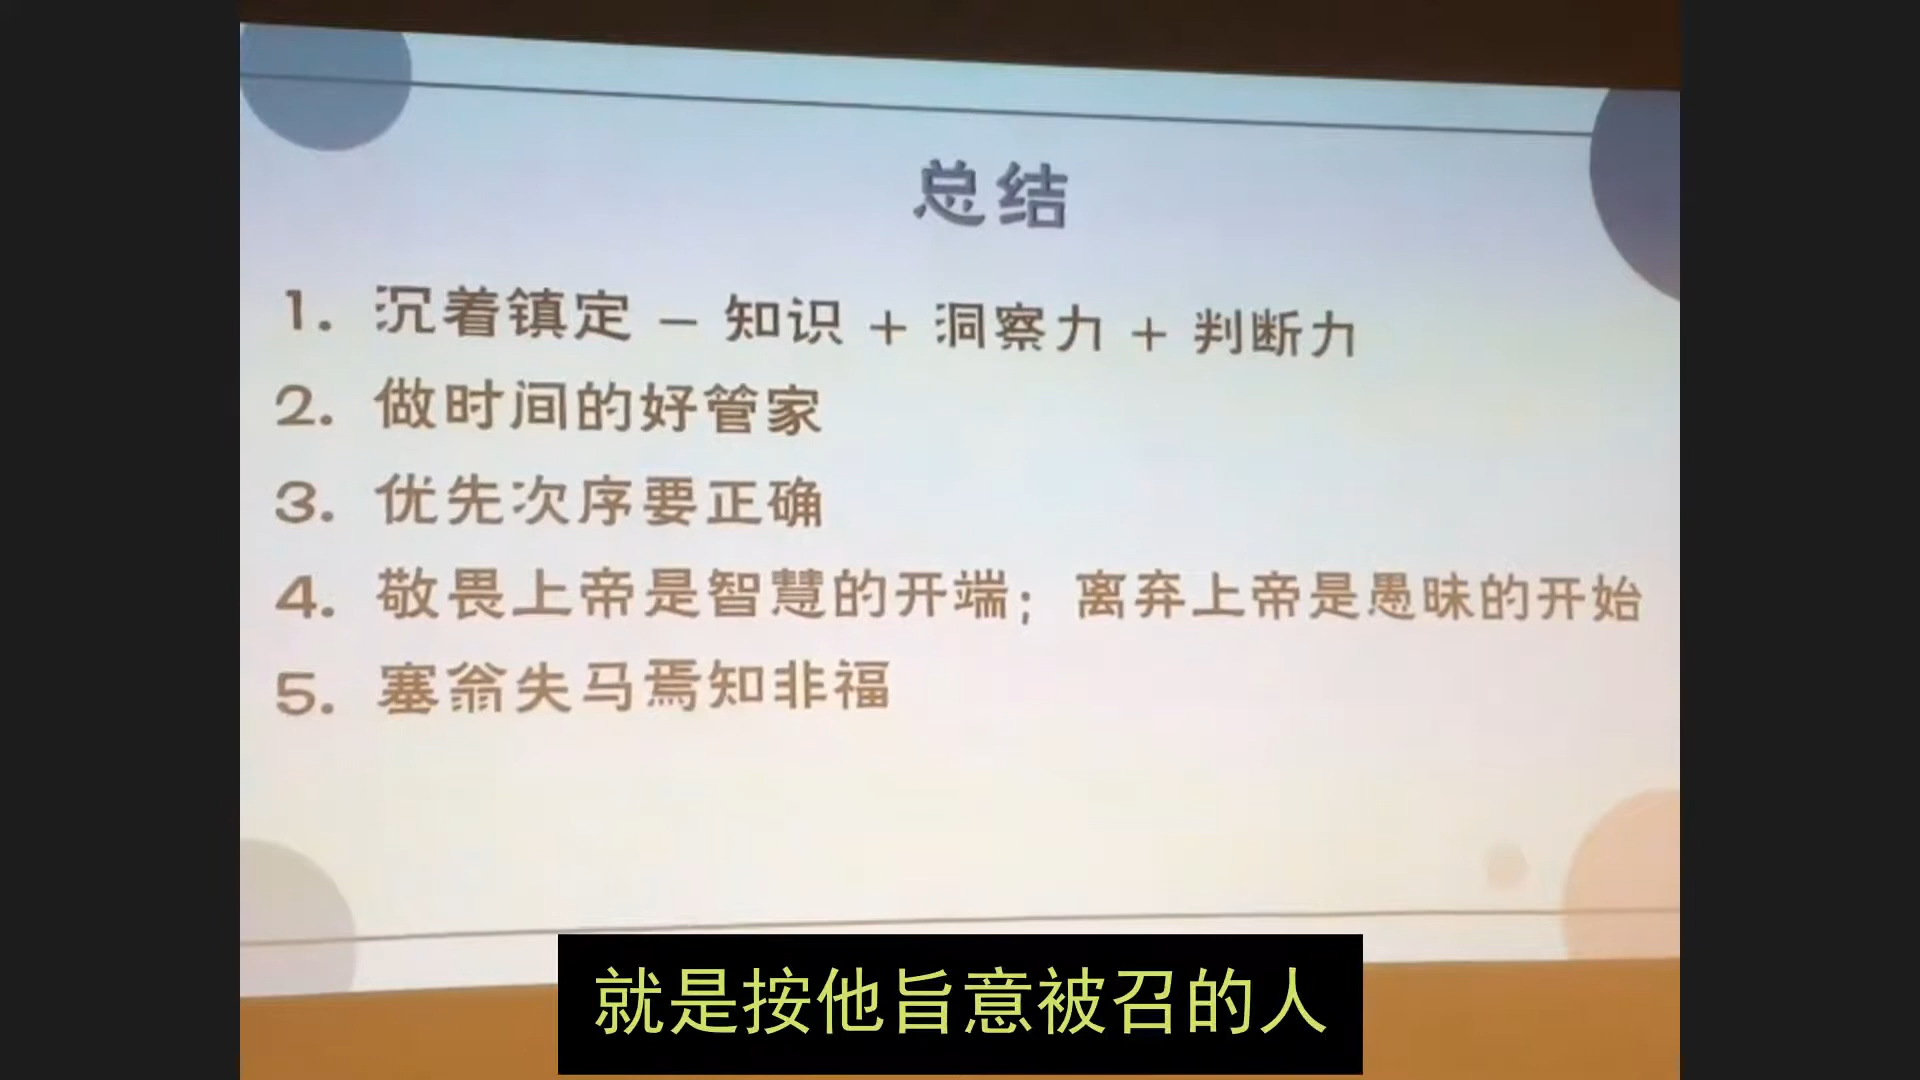 总结
1. 沉着镇定 – 知识 + 洞察力 + 判断力
2. 做时间的好管家
3. 优先次序要正确
4. 敬畏上帝是智慧的开端；离弃上帝是愚昧的开始
5. 塞翁失马焉知非福
就是按他旨意被召的人